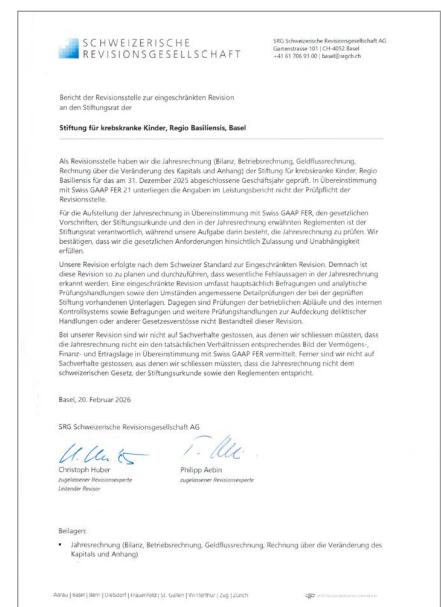 SCHWEIZERISCHE
REVISIONSGESELLSCHAFT
SRG Schweizerische Revisionsgesellschaft AG
Gartenstrasse 101 | CH-4052 Basel
+41 61 706 91 00 | basel@srgch.ch
Bericht der Revisionsstelle zur eingeschränkten Revision
an den Stiftungsrat der
Stiftung für krebskranke Kinder, Regio Basiliensis, Basel
Als Revisionsstelle haben wir die Jahresrechnung (Bilanz, Betriebsrechnung, Geldflussrechnung,
Rechnung über die Veränderung des Kapitals und Anhang) der Stiftung für krebskranke Kinder, Regio
Basiliensis für das am 31. Dezember 2025 abgeschlossene Geschäftsjahr geprüft. In Übereinstimmung
mit Swiss GAAP FER 21 unterliegen die Angaben im Leistungsbericht nicht der Prüfpflicht der
Revisionsstelle.
Für die Aufstellung der Jahresrechnung in Übereinstimmung mit Swiss GAAP FER, den gesetzlichen
Vorschriften, der Stiftungsurkunde und den in der Jahresrechnung erwähnten Reglementen ist der
Stiftungsrat verantwortlich, während unsere Aufgabe darin besteht, die Jahresrechnung zu prüfen. Wir
bestätigen, dass wir die gesetzlichen Anforderungen hinsichtlich Zulassung und Unabhängigkeit
erfüllen.
Unsere Revision erfolgte nach dem Schweizer Standard zur Eingeschränkten Revision. Demnach ist
diese Revision so zu planen und durchzuführen, dass wesentliche Fehlaussagen in der Jahresrechnung
erkannt werden. Eine eingeschränkte Revision umfasst hauptsächlich Befragungen und analytische
Prüfungshandlungen sowie den Umständen angemessene Detailprüfungen der bei der geprüften
Stiftung vorhandenen Unterlagen. Dagegen sind Prüfungen der betrieblichen Abläufe und des internen
Kontrollsystems sowie Befragungen und weitere Prüfungshandlungen zur Aufdeckung deliktischer
Handlungen oder anderer Gesetzesverstösse nicht Bestandteil dieser Revision.
Bei unserer Revision sind wir nicht auf Sachverhalte gestossen, aus denen wir schliessen müssten, dass
die Jahresrechnung nicht ein den tatsächlichen Verhältnissen entsprechendes Bild der Vermögens-,
Finanz- und Ertragslage in Übereinstimmung mit Swiss GAAP FER vermittelt. Ferner sind wir nicht auf
Sachverhalte gestossen, aus denen wir schliessen müssten, dass die Jahresrechnung nicht dem
schweizerischen Gesetz, der Stiftungsurkunde sowie den Reglementen entspricht.
Basel, 20. Februar 2026
SRG Schweizerische Revisionsgesellschaft AG
Christoph Huber Philipp Aebin
zugelassener Revisionsexperte zugelassener Revisionsexperte
Leitender Revisor
Beilagen:
▪ Jahresrechnung (Bilanz, Betriebsrechnung, Geldflussrechnung, Rechnung über die Veränderung des
Kapitals und Anhang)
Aarau | Basel | Bern | Dielsdorf | Frauenfeld | St. Gallen | Winterthur | Zug | Zürich